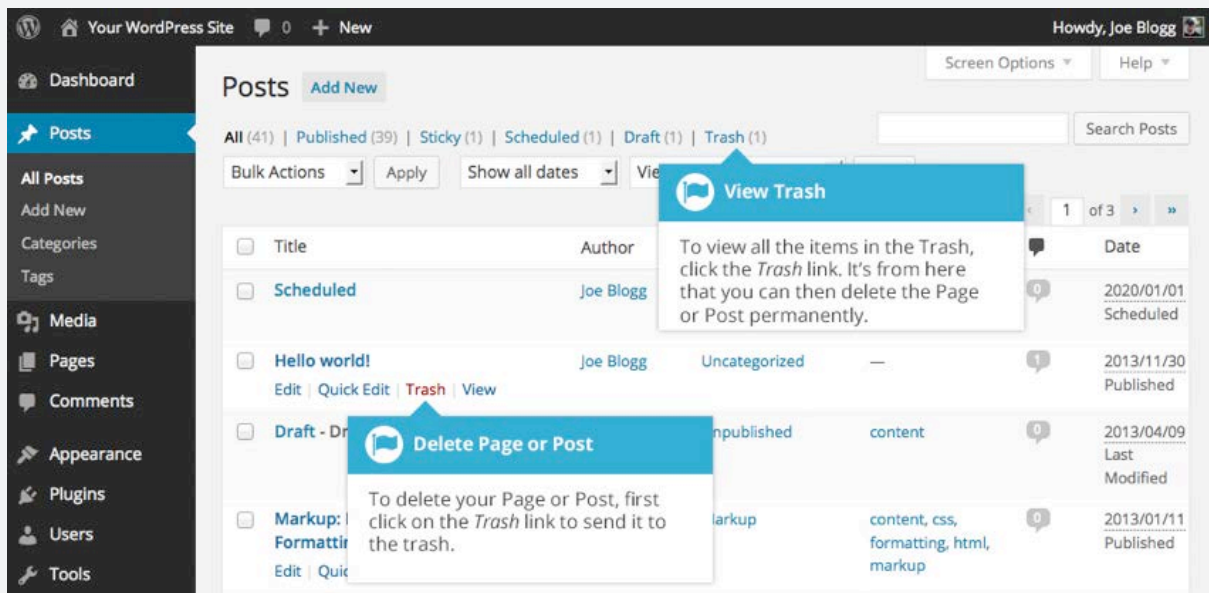 Your WordPress Site 0 + New Howdy, Joe Blogg
Dashboard
Posts
All Posts
Add New
Categories
Tags
Media
Pages
Comments
Appearance
Plugins
Users
Tools
Screen Options Help
Posts Add New
All (41) | Published (39) | Sticky (1) | Scheduled (1) | Draft (1) | Trash (1)
Search Posts
Bulk Actions Apply Show all dates
1 of 3 › »
View Trash
To view all the items in the Trash,
click the Trash link. It's from here
that you can then delete the Page
or Post permanently.
Title Author Date
Scheduled Joe Blogg 0 2020/01/01
Scheduled
Hello world! Joe Blogg Uncategorized — 1 2013/11/30
Published
Edit | Quick Edit | Trash | View
Draft - content 0 2013/04/09
Last
Modified
Delete Page or Post
To delete your Page or Post, first
click on the Trash link to send it to
the trash.
Markup: content, css, 0 2013/01/11
formatting, html, Published
markup
Edit |